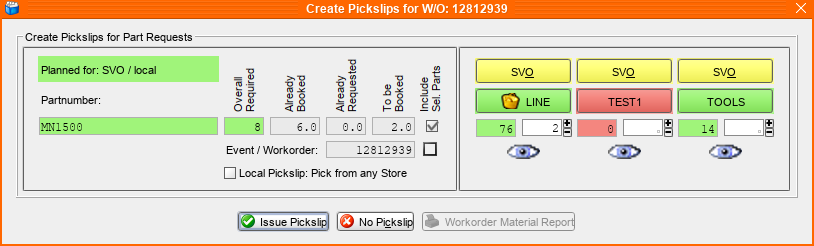 Create Pickslips for W/O: 12812939
Create Pickslips for Part Requests
Planned for: SVO / local
Overall Required
Already Booked
Already Requested
To be Booked
Include Sel. Parts
SVO SVO SVO
Partnumber:
LINE TEST1 TOOLS
MN1500 8 6.0 0.0 2.0
76 2 0 . 14 .
Event / Workorder: 12812939
Local Pickslip: Pick from any Store
Issue Pickslip No Pickslip Workorder Material Report